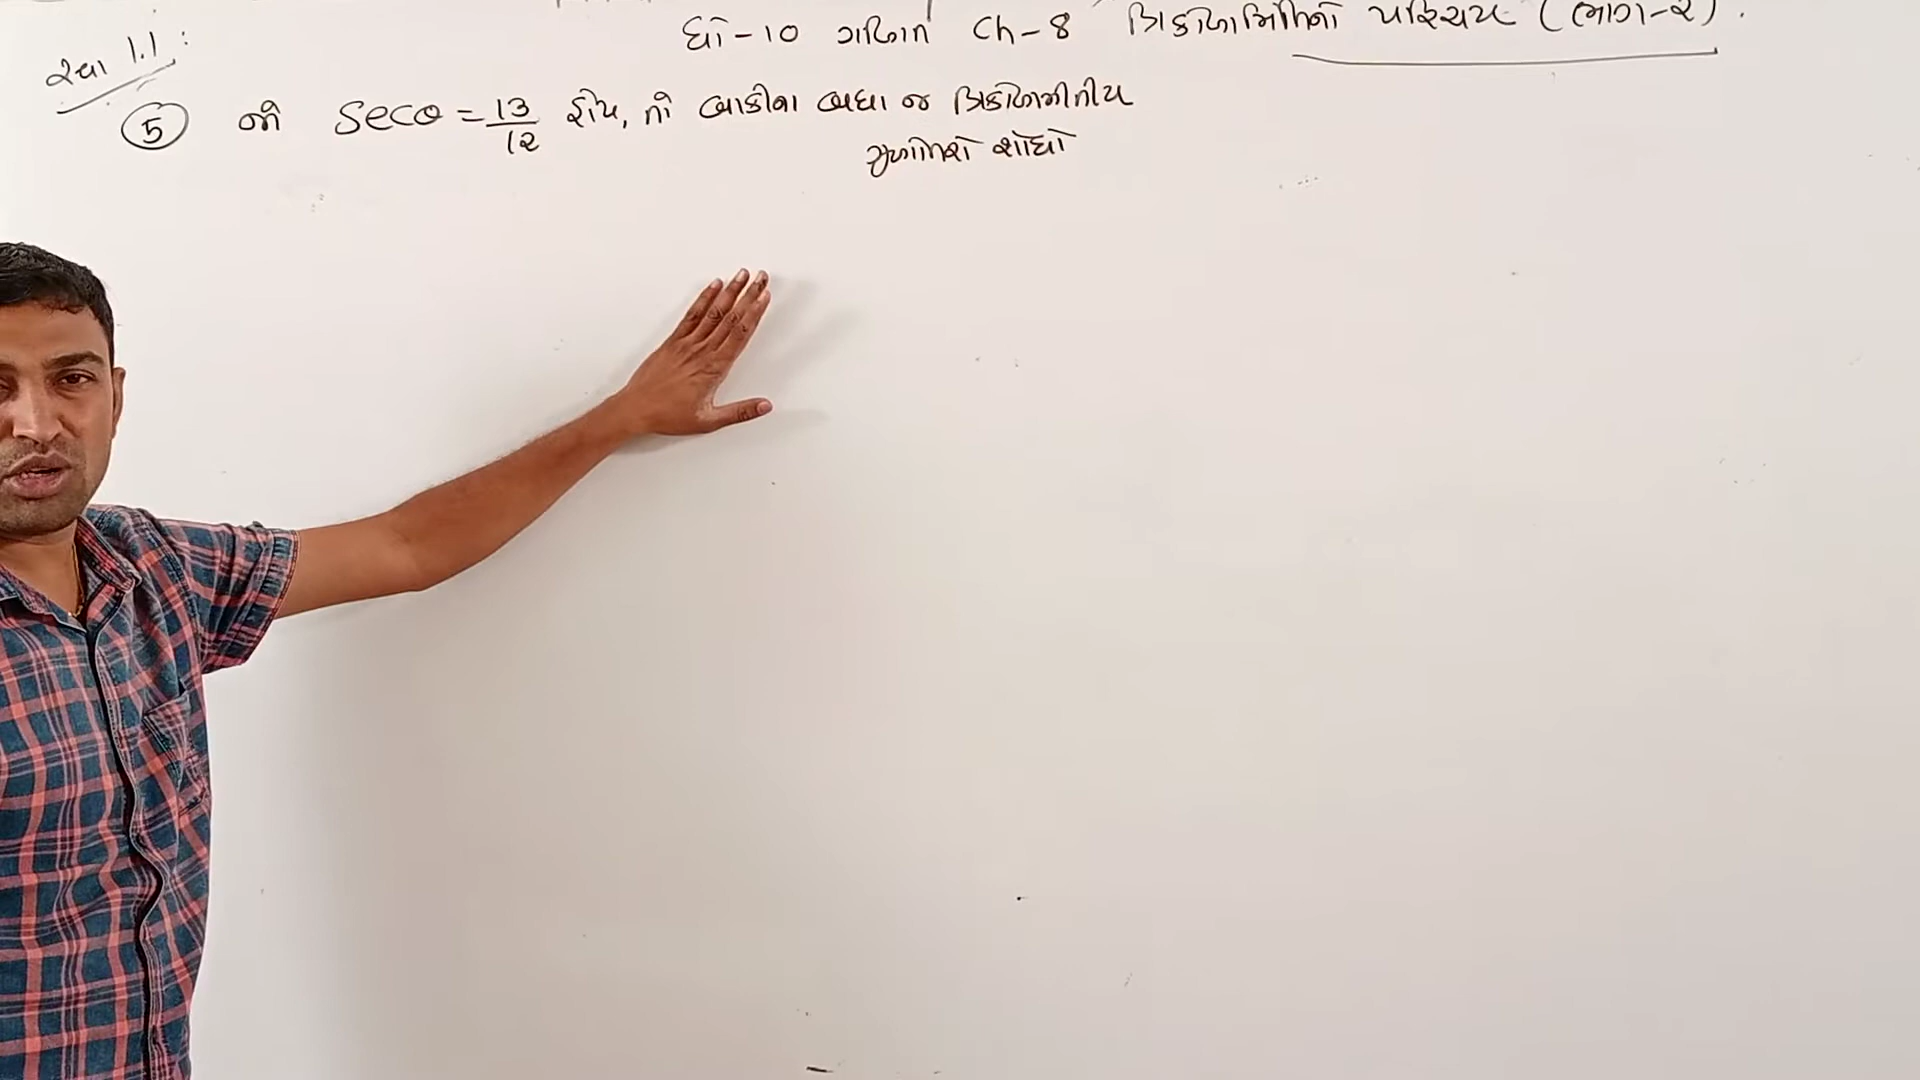 ધો-10 ગણિત Ch-8 ત્રિકોણમિતિનો પરિચય (ભાગ-2).
સ્વા 1.1 :
5 જો secθ = 13/12 હોય, તો બાકીના બધા જ ત્રિકોણમીતીય
ગુણોત્તરો શોધો